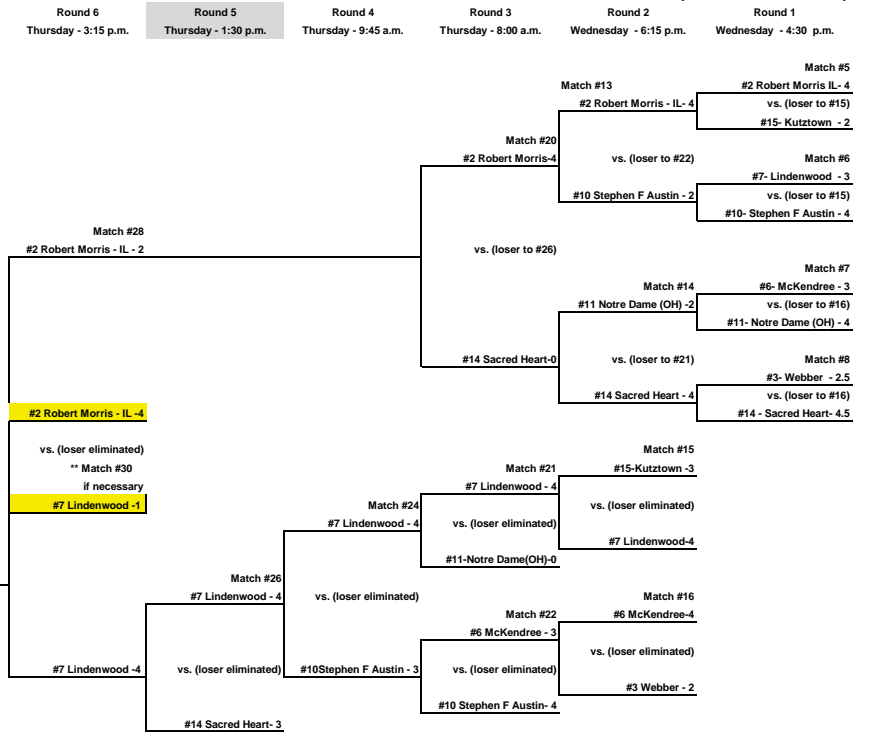 Round 6
Round 5
Round 4
Round 3
Round 2
Round 1
Thursday - 3:15 p.m.
Thursday - 1:30 p.m.
Thursday - 9:45 a.m.
Thursday - 8:00 a.m.
Wednesday - 6:15 p.m.
Wednesday - 4:30 p.m.
Match #5
Match #13
#2 Robert Morris IL- 4
#2 Robert Morris - IL- 4
vs. (loser to #15)
#15- Kutztown - 2
Match #20
#2 Robert Morris-4
vs. (loser to #22)
Match #6
#7- Lindenwood - 3
#10 Stephen F Austin - 2
vs. (loser to #15)
#10- Stephen F Austin - 4
Match #28
#2 Robert Morris - IL - 2
vs. (loser to #26)
Match #7
Match #14
#6- McKendree - 3
#11 Notre Dame (OH) -2
vs. (loser to #16)
#11- Notre Dame (OH) - 4
#14 Sacred Heart-0
vs. (loser to #21)
Match #8
#3- Webber - 2.5
#14 Sacred Heart - 4
vs. (loser to #16)
#14 - Sacred Heart- 4.5
#2 Robert Morris - IL -4
vs. (loser eliminated)
** Match #30
if necessary
#7 Lindenwood -1
Match #15
Match #21
#15-Kutztown -3
#7 Lindenwood - 4
Match #24
vs. (loser eliminated)
#7 Lindenwood - 4
vs. (loser eliminated)
#7 Lindenwood-4
#11-Notre Dame(OH)-0
Match #26
#7 Lindenwood - 4
vs. (loser eliminated)
Match #16
Match #22
#6 McKendree-4
#6 McKendree - 3
vs. (loser eliminated)
#7 Lindenwood -4
vs. (loser eliminated)
#10Stephen F Austin - 3
vs. (loser eliminated)
#3 Webber - 2
#10 Stephen F Austin- 4
#14 Sacred Heart- 3